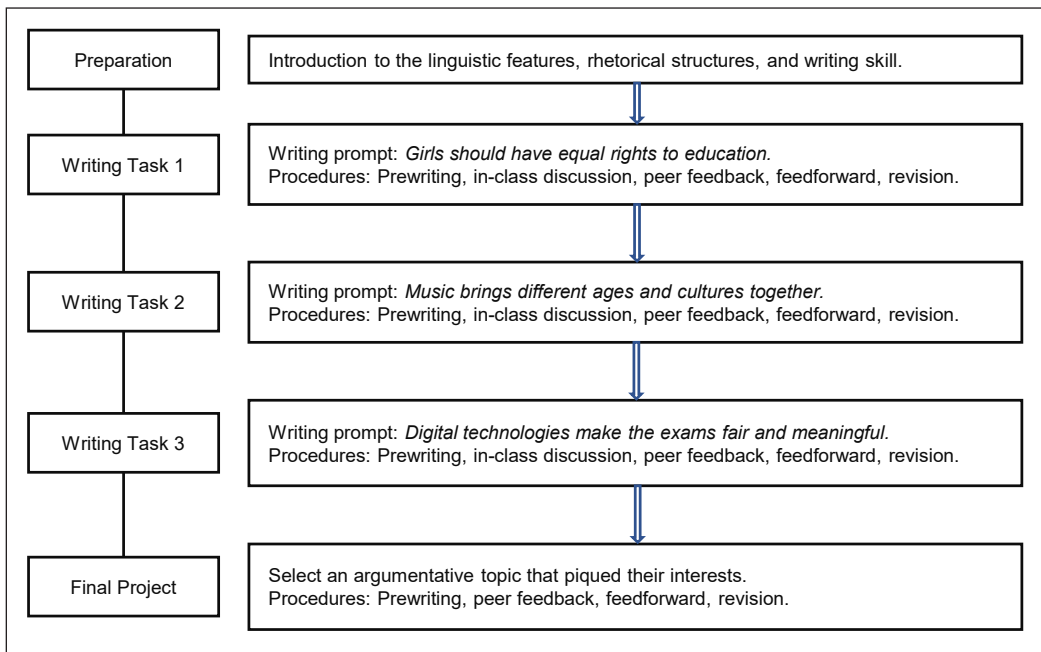 Preparation
Introduction to the linguistic features, rhetorical structures, and writing skill.
Writing Task 1
Writing prompt: Girls should have equal rights to education.
Procedures: Prewriting, in-class discussion, peer feedback, feedforward, revision.
Writing Task 2
Writing prompt: Music brings different ages and cultures together.
Procedures: Prewriting, in-class discussion, peer feedback, feedforward, revision.
Writing Task 3
Writing prompt: Digital technologies make the exams fair and meaningful.
Procedures: Prewriting, in-class discussion, peer feedback, feedforward, revision.
Final Project
Select an argumentative topic that piqued their interests.
Procedures: Prewriting, peer feedback, feedforward, revision.